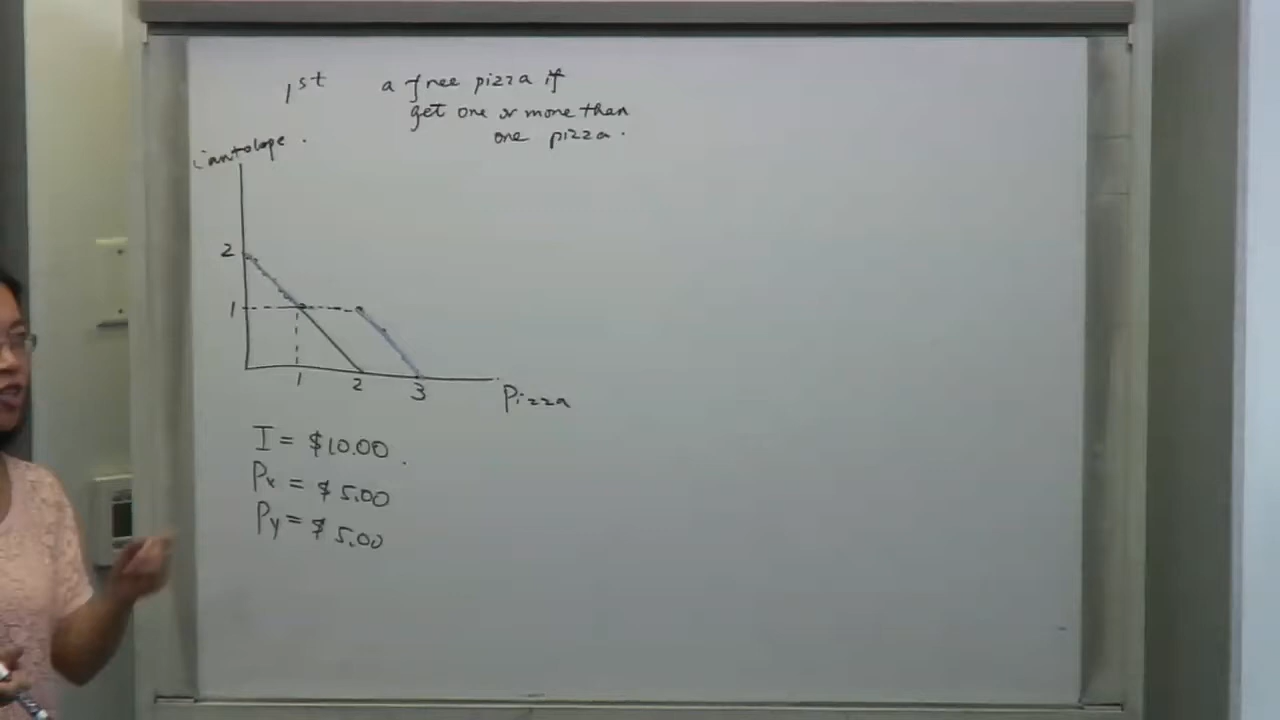 1st a free pizza if
get one or more than
one pizza.
Cantolope.
2
1
1 2 3
Pizza
I = $10.00.
Px = $5.00
Py = $5.00